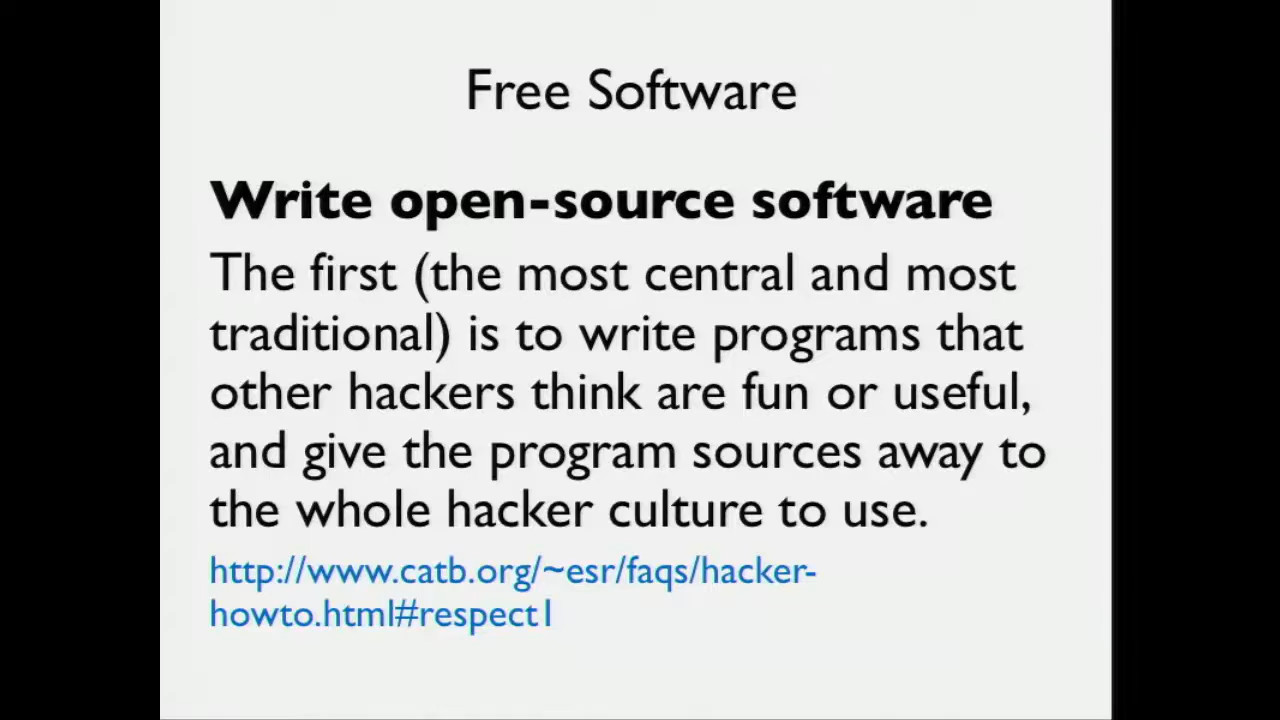 Free Software
Write open-source software
The first (the most central and most
traditional) is to write programs that
other hackers think are fun or useful,
and give the program sources away to
the whole hacker culture to use.
http://www.catb.org/~esr/faqs/hacker-
howto.html#respect1